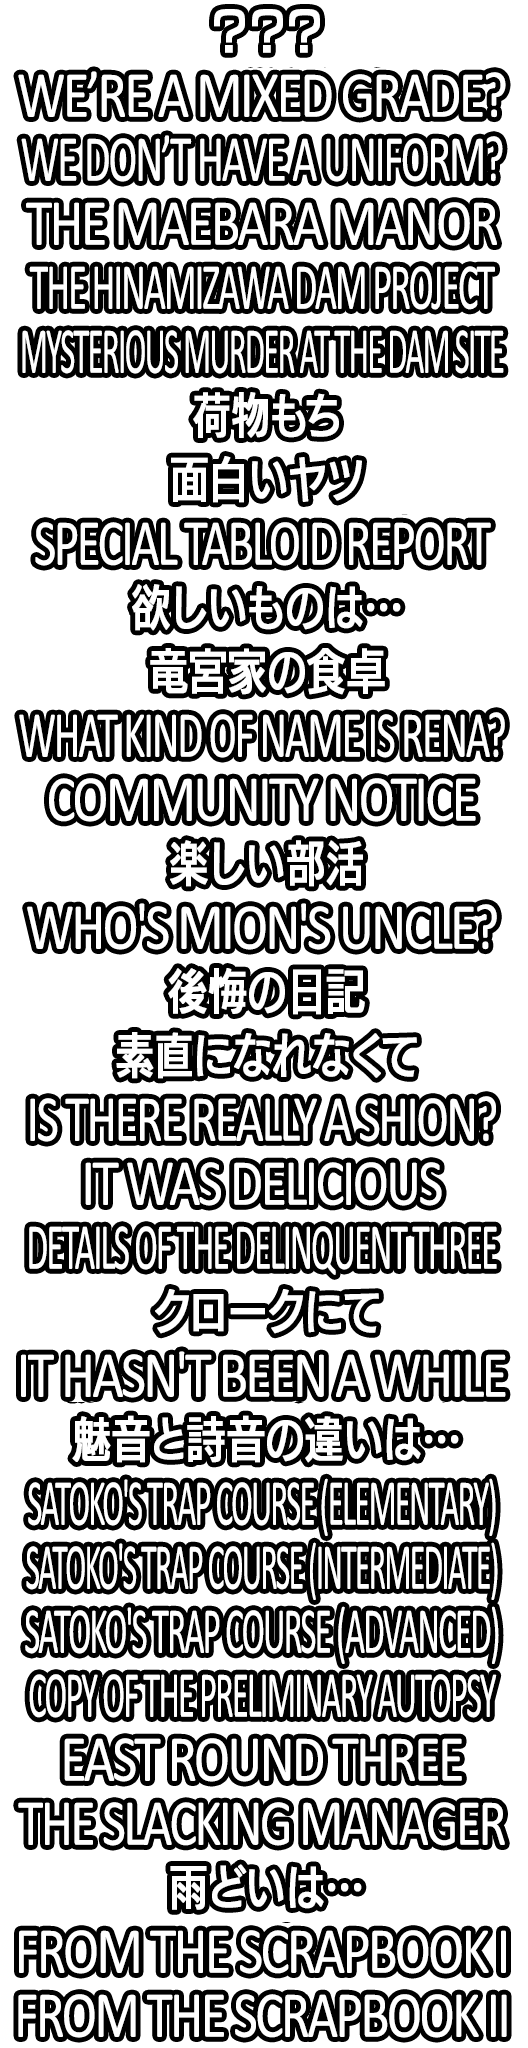 ???
WE’RE A MIXED GRADE?
WE DON’T HAVE A UNIFORM?
THE MAEBARA MANOR
THE HINAMIZAWA DAM PROJECT
MYSTERIOUS MURDER AT THE DAM SITE
荷物もち
面白いヤツ
SPECIAL TABLOID REPORT
欲しいものは…
竜宮家の食卓
WHAT KIND OF NAME IS RENA?
COMMUNITY NOTICE
楽しい部活
WHO'S MION'S UNCLE?
後悔の日記
素直になれなくて
IS THERE REALLY A SHION?
IT WAS DELICIOUS
DETAILS OF THE DELINQUENT THREE
クロークにて
IT HASN'T BEEN A WHILE
魅音と詩音の違いは…
SATOKO'S TRAP COURSE (ELEMENTARY)
SATOKO'S TRAP COURSE (INTERMEDIATE)
SATOKO'S TRAP COURSE (ADVANCED)
COPY OF THE PRELIMINARY AUTOPSY
EAST ROUND THREE
THE SLACKING MANAGER
雨どいは…
FROM THE SCRAPBOOK I
FROM THE SCRAPBOOK II